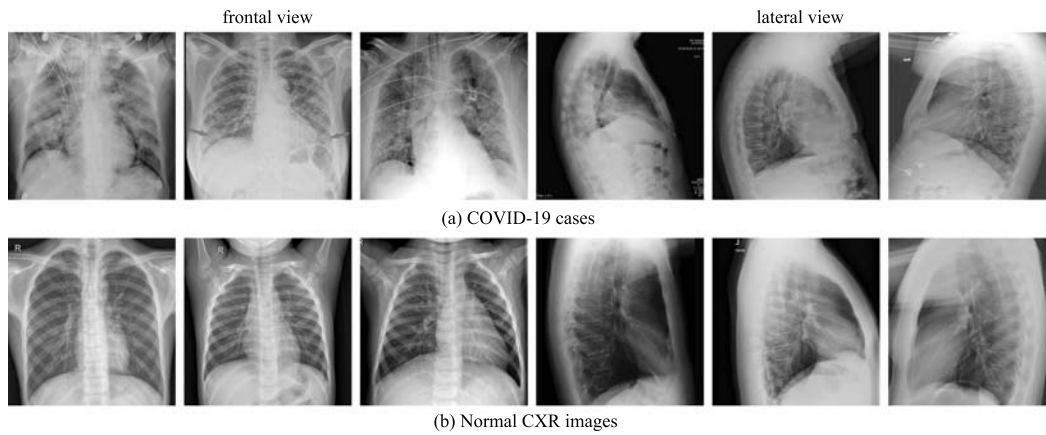 frontal view
lateral view
(a) COVID-19 cases
R
R
(b) Normal CXR images